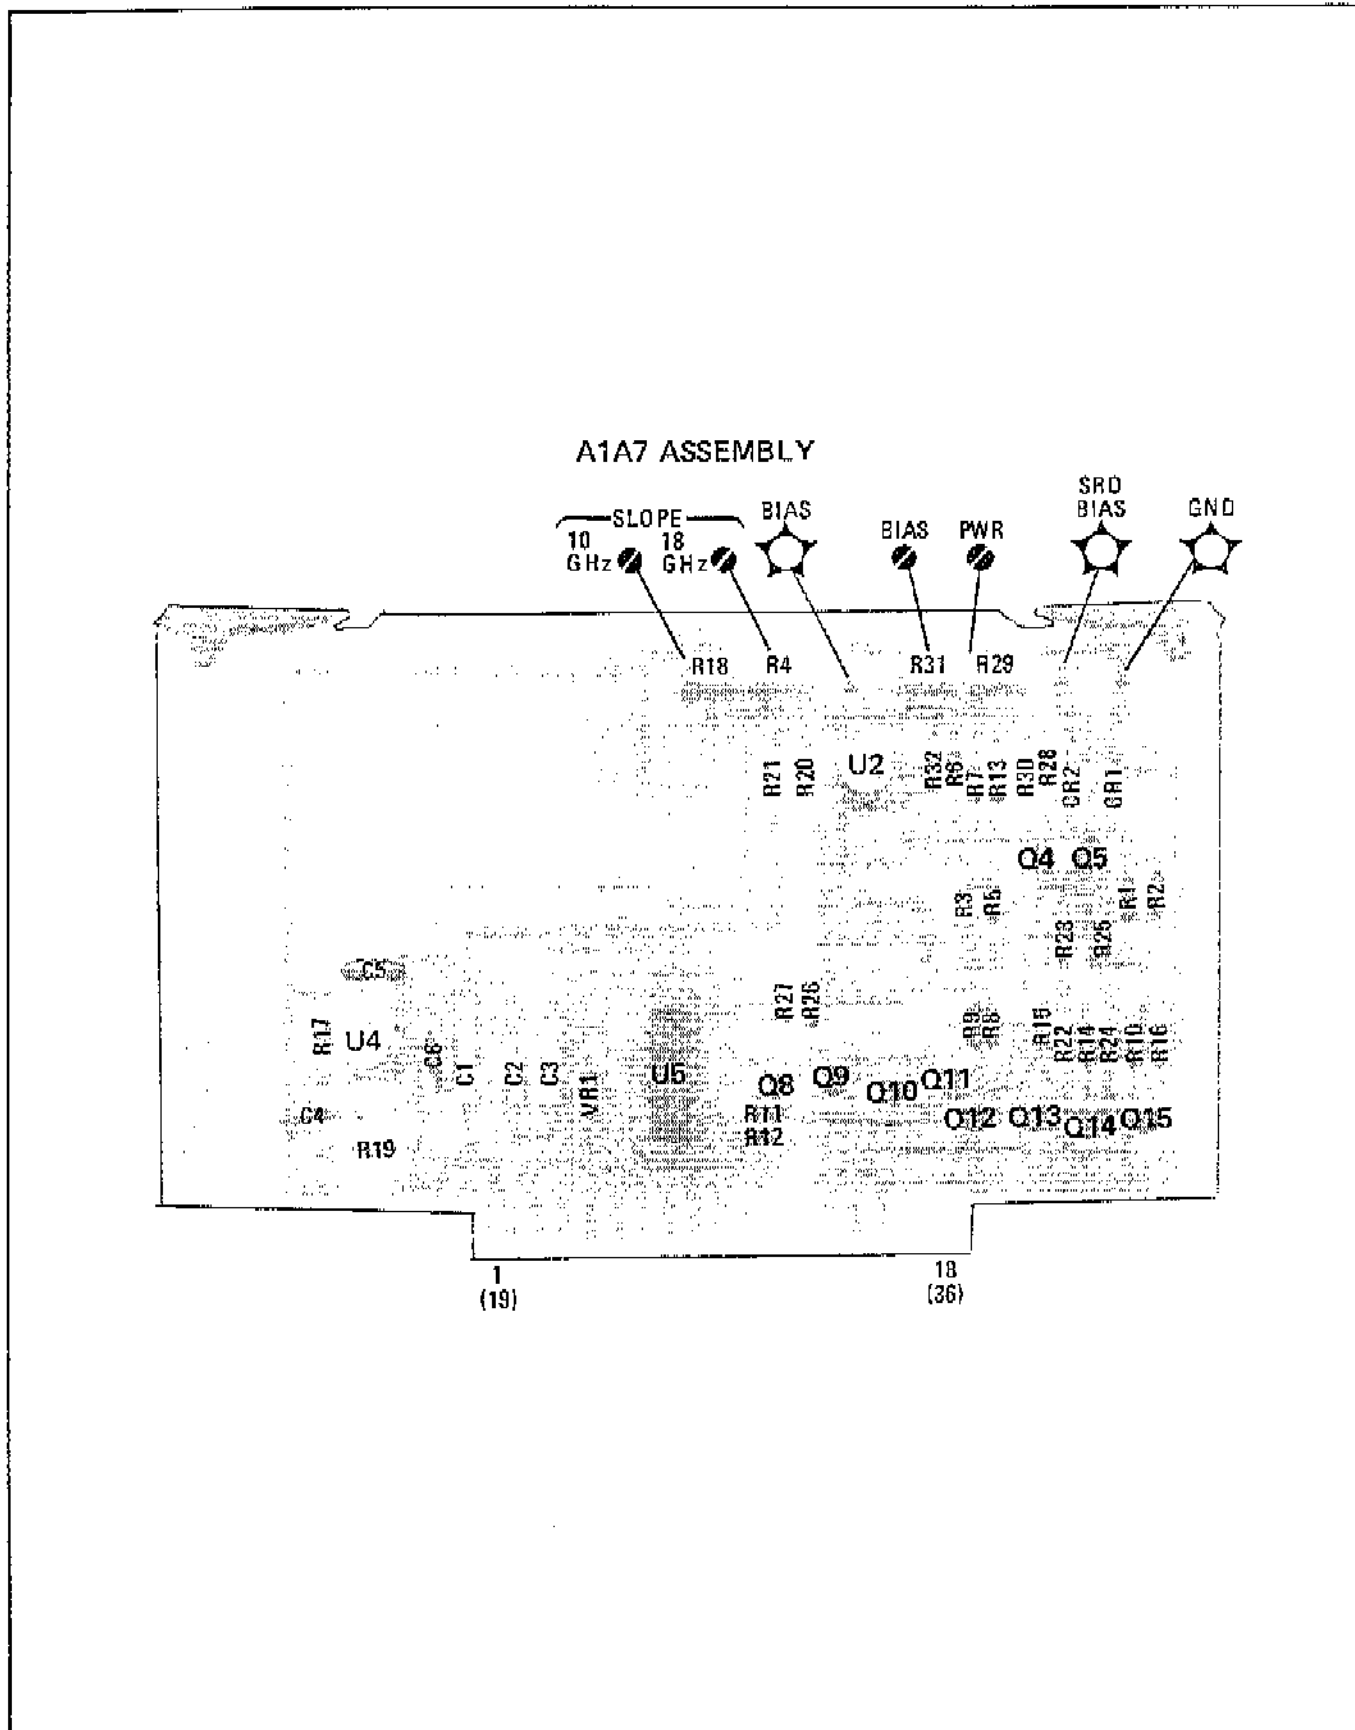 A1A7 ASSEMBLY
SLOPE
10
GHz
18
GHz
BIAS
BIAS
PWR
SRD
BIAS
GND
R18
R4
R31
R29
R21
R20
U2
R32
R6
R7
R13
R30
R28
CR2
CR1
Q4
Q5
R3
R5
R1
R2
R23
R25
C5
R27
R26
R17
U4
C6
C1
C2
C3
VR1
U5
R9
R8
R15
R22
R14
R24
R10
R16
Q8
Q9
Q10
Q11
C4
R11
R12
Q12
Q13
Q14
Q15
R19
1
(19)
18
(36)